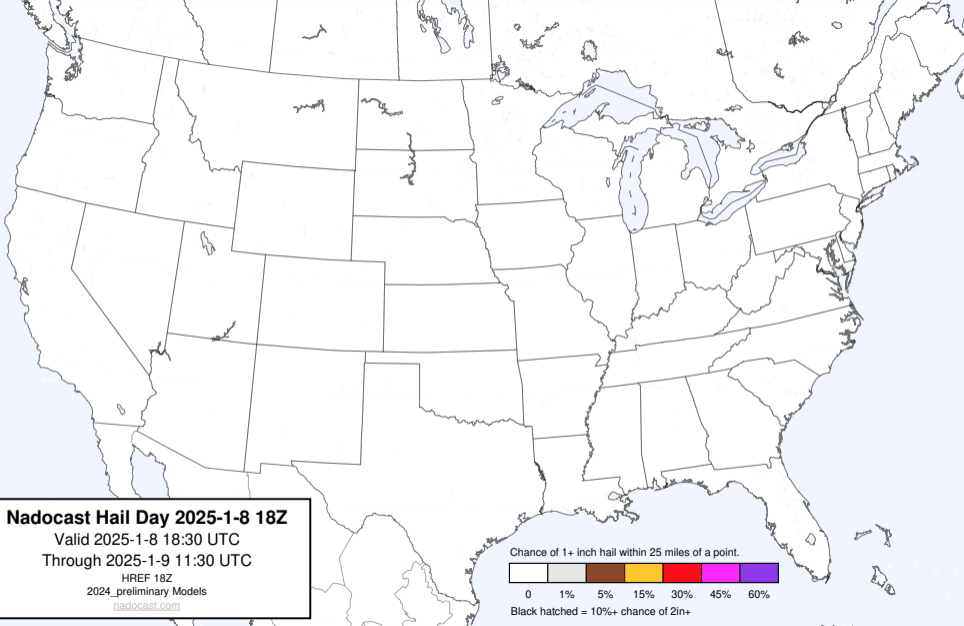 Nadocast Hail Day 2025-1-8 18Z
Valid 2025-1-8 18:30 UTC
Through 2025-1-9 11:30 UTC
HREF 18Z
2024_preliminary Models
nadocast.com
Chance of 1+ inch hail within 25 miles of a point.
0 1% 5% 15% 30% 45% 60%
Black hatched = 10%+ chance of 2in+